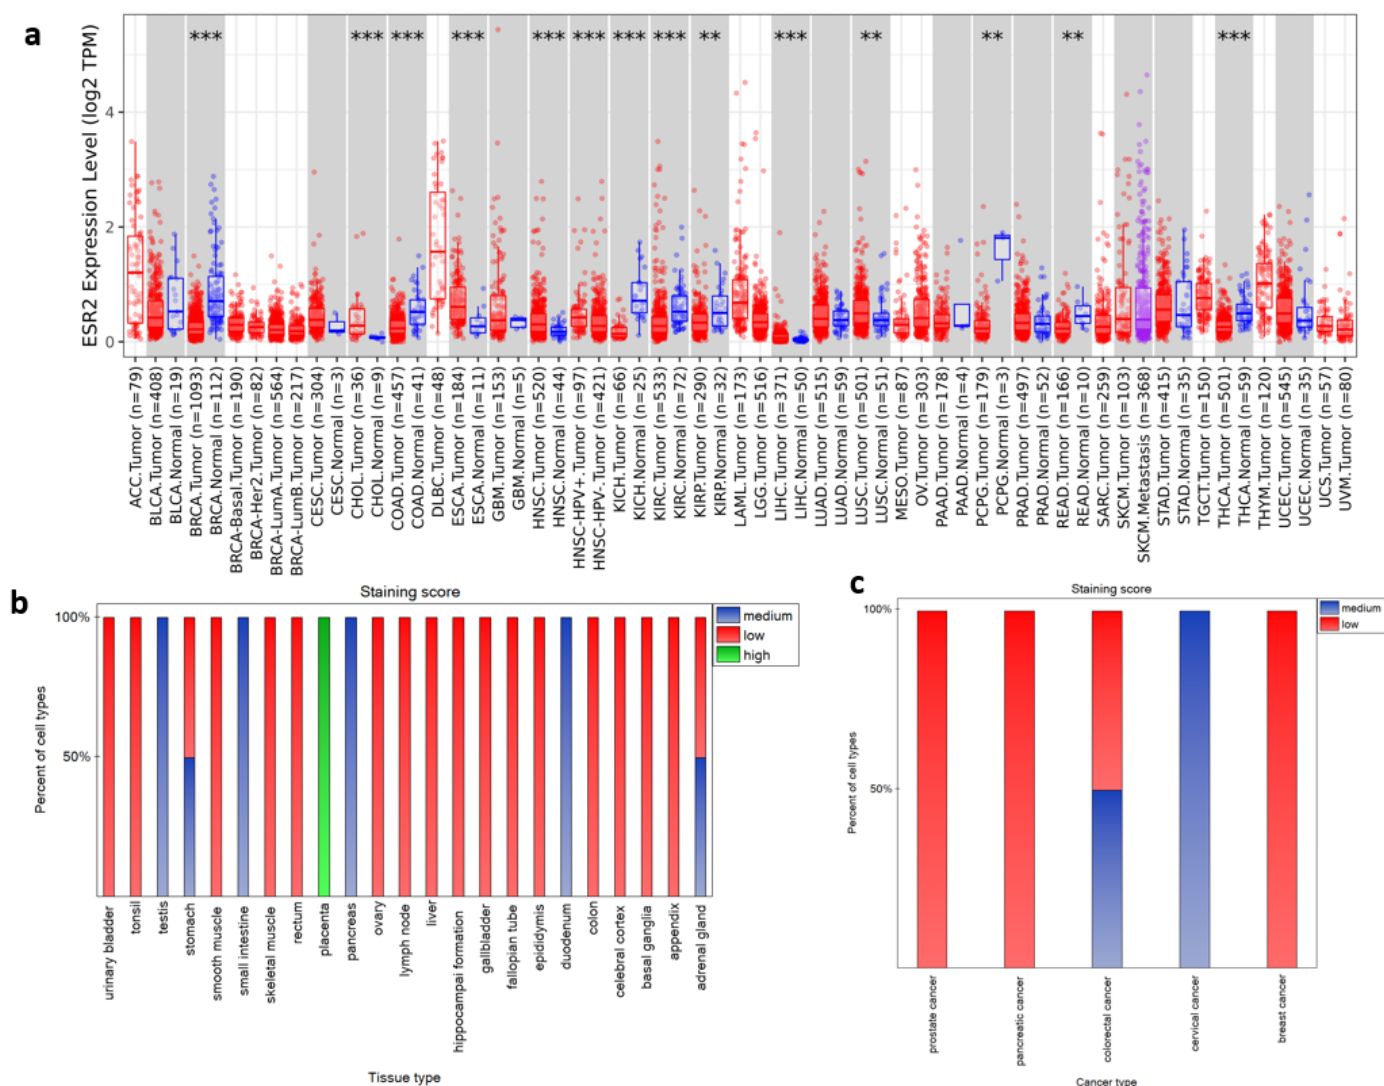 a
ESR2 Expression Level (log2 TPM)
4
2
0
*** *** *** *** *** *** *** *** ** *** ** ** ** ***
ACC.Tumor (n=79)
BLCA.Tumor (n=408)
BLCA.Normal (n=19)
BRCA.Tumor (n=1093)
BRCA.Normal (n=112)
BRCA-Basal.Tumor (n=190)
BRCA-Her2.Tumor (n=82)
BRCA-LumA.Tumor (n=564)
BRCA-LumB.Tumor (n=217)
CESC.Tumor (n=304)
CESC.Normal (n=3)
CHOL.Tumor (n=36)
CHOL.Normal (n=9)
COAD.Tumor (n=457)
COAD.Normal (n=41)
DLBC.Tumor (n=48)
ESCA.Tumor (n=184)
ESCA.Normal (n=11)
GBM.Tumor (n=153)
GBM.Normal (n=5)
HNSC.Tumor (n=520)
HNSC.Normal (n=44)
HNSC-HPV+.Tumor (n=97)
HNSC-HPV-.Tumor (n=421)
KICH.Tumor (n=66)
KICH.Normal (n=25)
KIRC.Tumor (n=533)
KIRC.Normal (n=72)
KIRP.Tumor (n=290)
KIRP.Normal (n=32)
LAML.Tumor (n=173)
LGG.Tumor (n=516)
LIHC.Tumor (n=371)
LIHC.Normal (n=50)
LUAD.Tumor (n=515)
LUAD.Normal (n=59)
LUSC.Tumor (n=501)
LUSC.Normal (n=51)
MESO.Tumor (n=87)
OV.Tumor (n=303)
PAAD.Tumor (n=178)
PAAD.Normal (n=4)
PCPG.Tumor (n=179)
PCPG.Normal (n=3)
PRAD.Tumor (n=497)
PRAD.Normal (n=52)
READ.Tumor (n=166)
READ.Normal (n=10)
SARC.Tumor (n=259)
SKCM.Tumor (n=103)
SKCM.Metastasis (n=368)
STAD.Tumor (n=415)
STAD.Normal (n=35)
TGCT.Tumor (n=150)
THCA.Tumor (n=501)
THCA.Normal (n=59)
THYM.Tumor (n=120)
UCEC.Tumor (n=545)
UCEC.Normal (n=35)
UCS.Tumor (n=57)
UVM.Tumor (n=80)
b
Staining score
medium
low
high
100%
50%
Percent of cell types
urinary bladder
tonsil
testis
stomach
smooth muscle
small intestine
skeletal muscle
rectum
placenta
pancreas
ovary
lymph node
liver
hippocampai formation
gallbladder
fallopian tube
epididymis
duodenum
colon
celebral cortex
basal ganglia
appendix
adrenal gland
Tissue type
c
Staining score
medium
low
100%
50%
Percent of cell types
prostate cancer
pancreatic cancer
colorectal cancer
cervical cancer
breast cancer
Cancer type